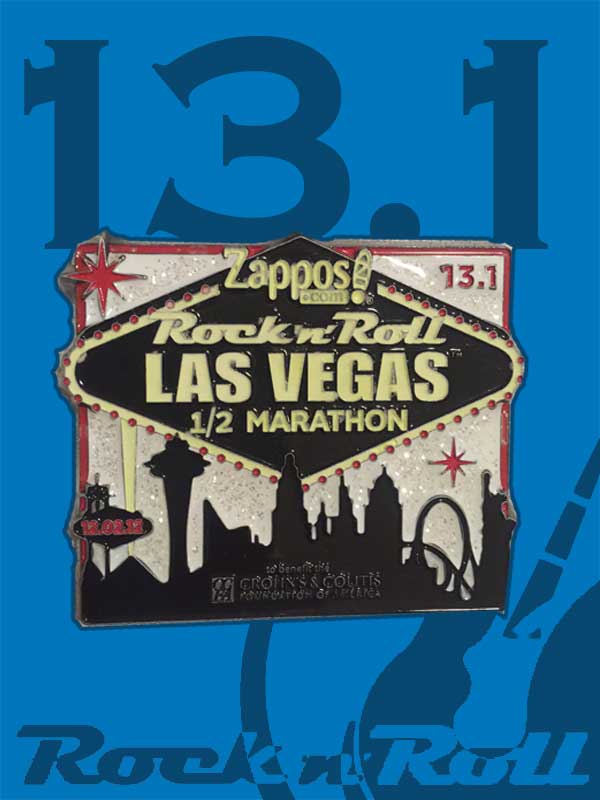 13.1
Zappos!
.com®
13.1
Rock'n'Roll
LAS VEGAS™
1/2 MARATHON
12.02.12
to benefit the
CROHN'S & COLITIS
FOUNDATION OF AMERICA
Rock'n'Roll